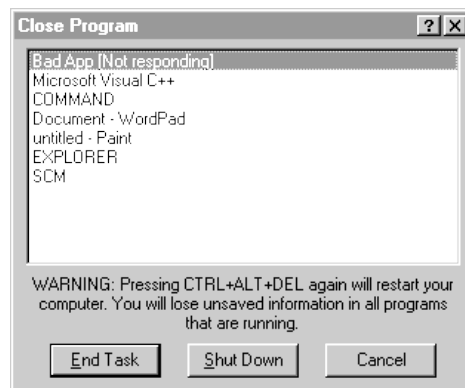 Close Program
Bad App [Not responding]
Microsoft Visual C++
COMMAND
Document - WordPad
untitled - Paint
EXPLORER
SCM
WARNING: Pressing CTRL+ALT+DEL again will restart your
computer. You will lose unsaved information in all programs
that are running.
End Task Shut Down Cancel